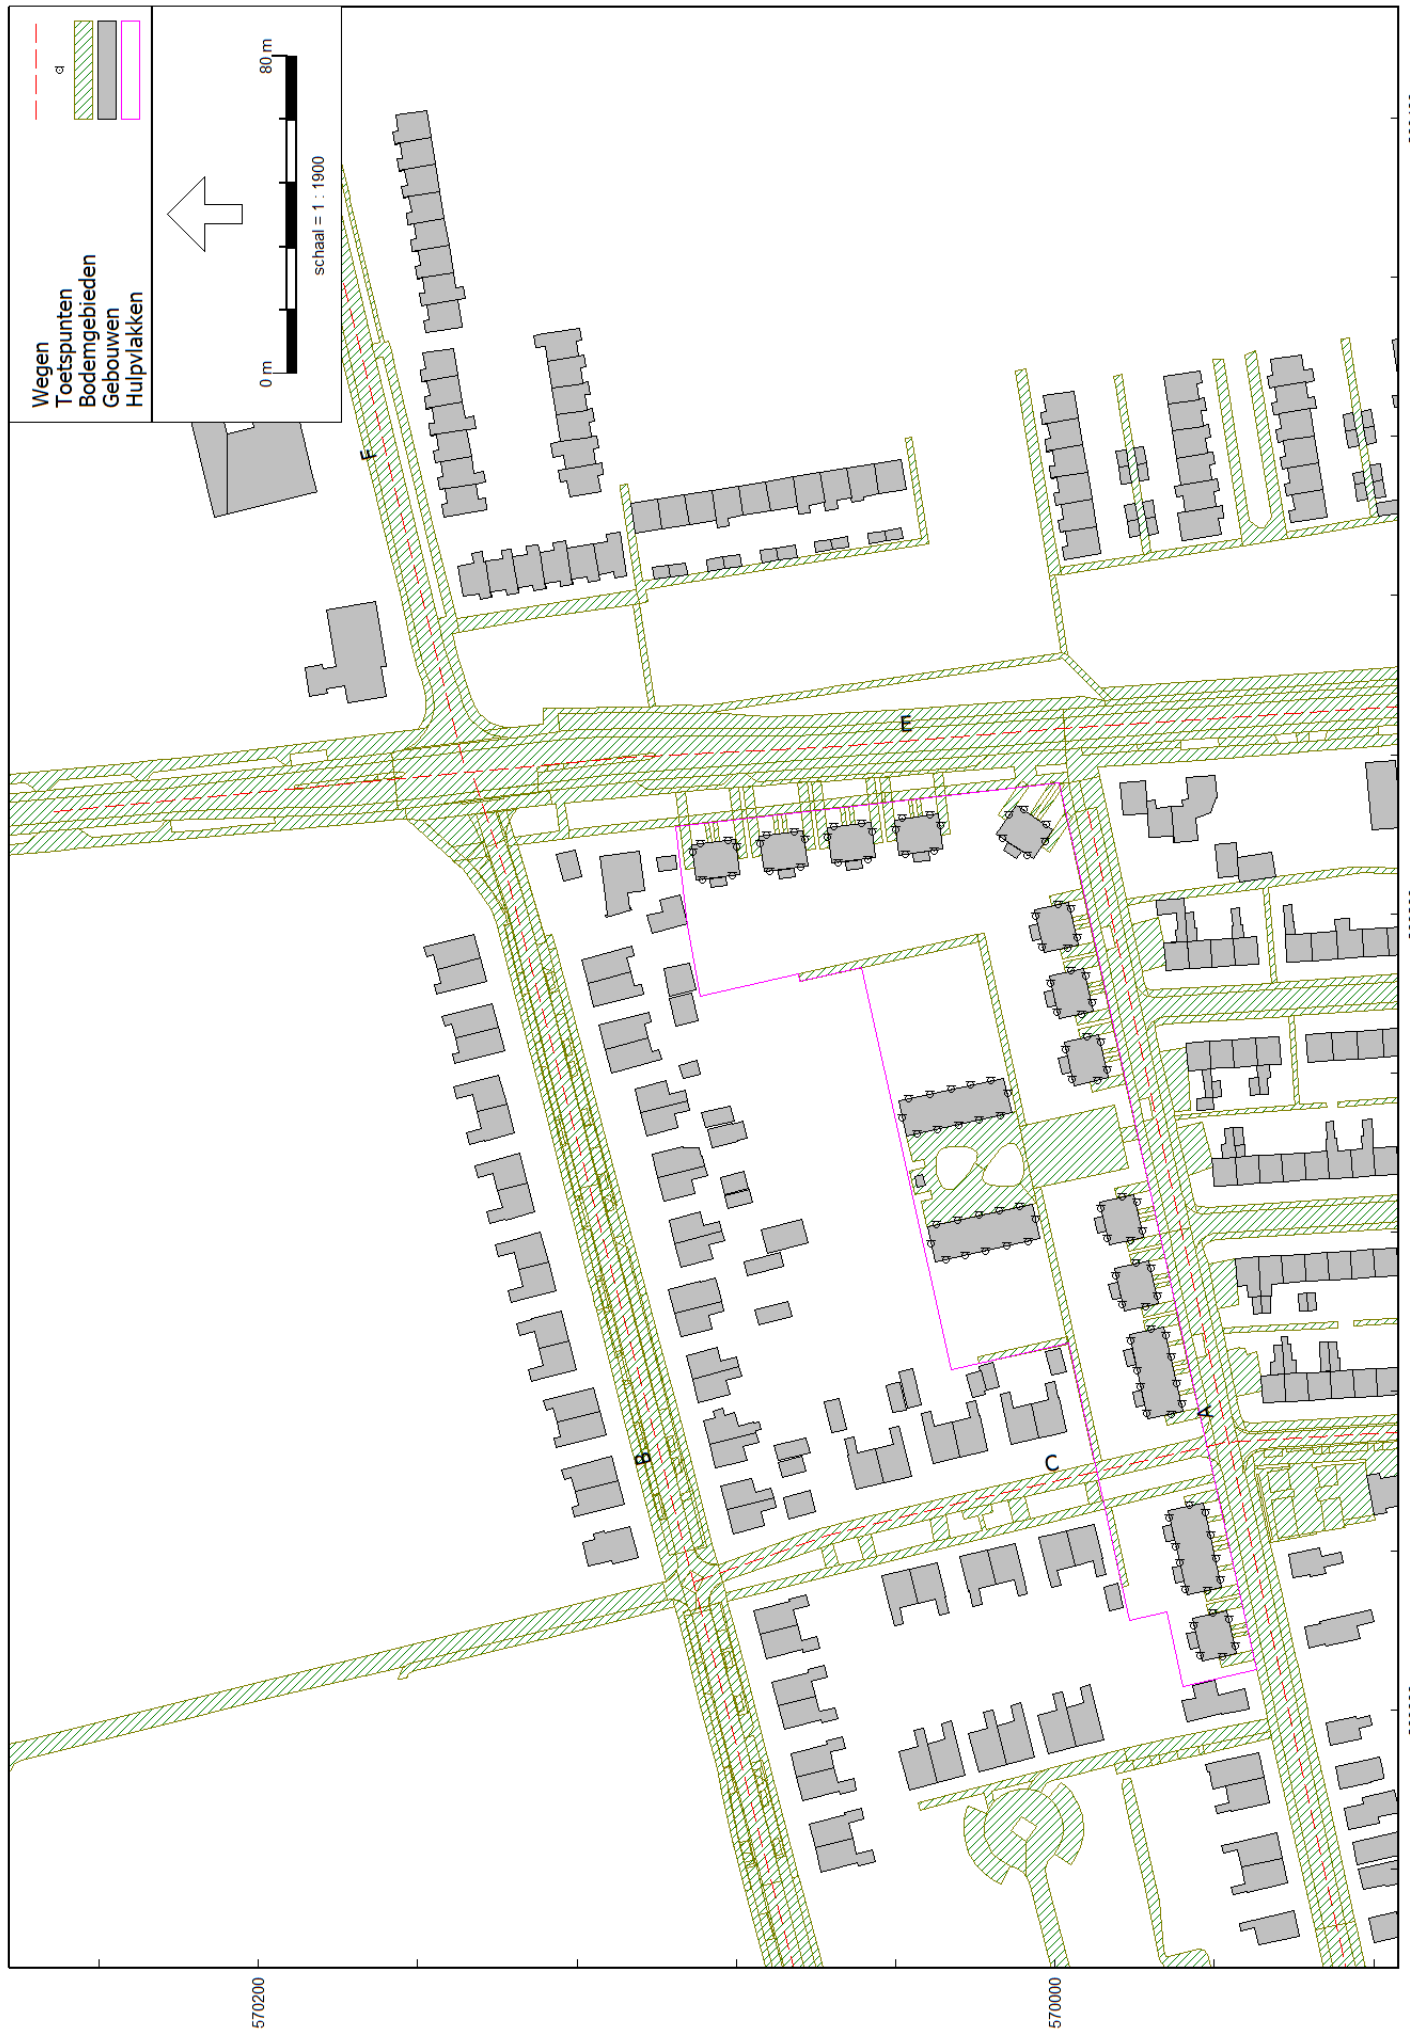 Wegen
Toetspunten
Bodemgebieden
Gebouwen
Hulpvlakken
0 m
80 m
schaal = 1 : 1900
F
E
B
C
A
570200
570000